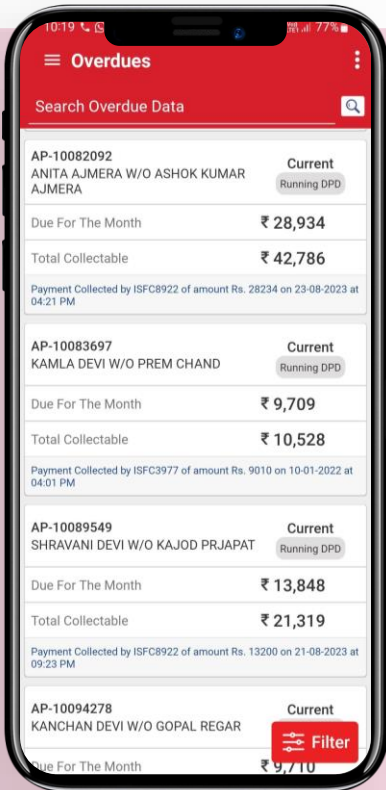 10:19 77%
Overdues
Search Overdue Data
AP-10082092
ANITA AJMERA W/O ASHOK KUMAR
AJMERA
Current
Running DPD
Due For The Month ₹ 28,934
Total Collectable ₹ 42,786
Payment Collected by ISFC8922 of amount Rs. 28234 on 23-08-2023 at
04:21 PM
AP-10083697
KAMLA DEVI W/O PREM CHAND
Current
Running DPD
Due For The Month ₹ 9,709
Total Collectable ₹ 10,528
Payment Collected by ISFC3977 of amount Rs. 9010 on 10-01-2022 at
04:01 PM
AP-10089549
SHRAVANI DEVI W/O KAJOD PRJAPAT
Current
Running DPD
Due For The Month ₹ 13,848
Total Collectable ₹ 21,319
Payment Collected by ISFC8922 of amount Rs. 13200 on 21-08-2023 at
09:23 PM
AP-10094278
KANCHAN DEVI W/O GOPAL REGAR
Current
Filter
Due For The Month ₹ 9,710